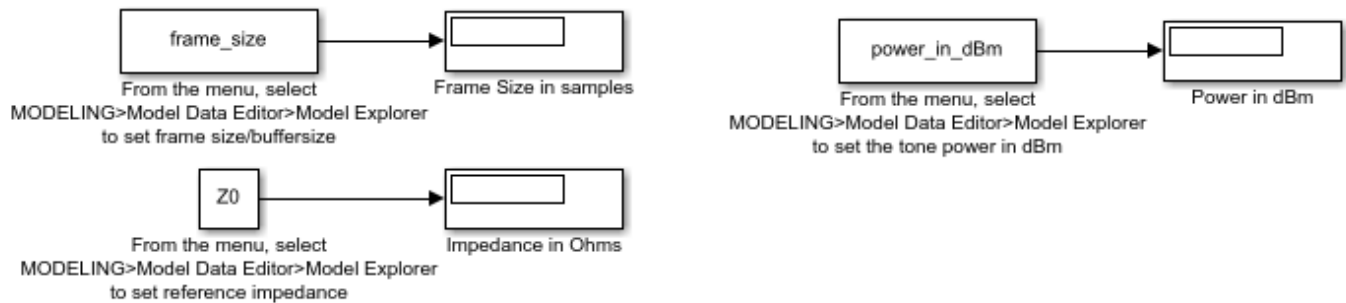 frame_size
Frame Size in samples
From the menu, select
MODELING>Model Data Editor>Model Explorer
to set frame size/buffersize
Z0
Impedance in Ohms
From the menu, select
MODELING>Model Data Editor>Model Explorer
to set reference impedance
power_in_dBm
Power in dBm
From the menu, select
MODELING>Model Data Editor>Model Explorer
to set the tone power in dBm